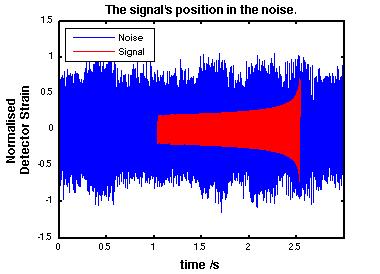 The signal's position in the noise.
1.5
Noise
Signal
1
0.5
0
-0.5
-1
-1.5
Normalised
Detector Strain
0 0.5 1 1.5 2 2.5
time /s